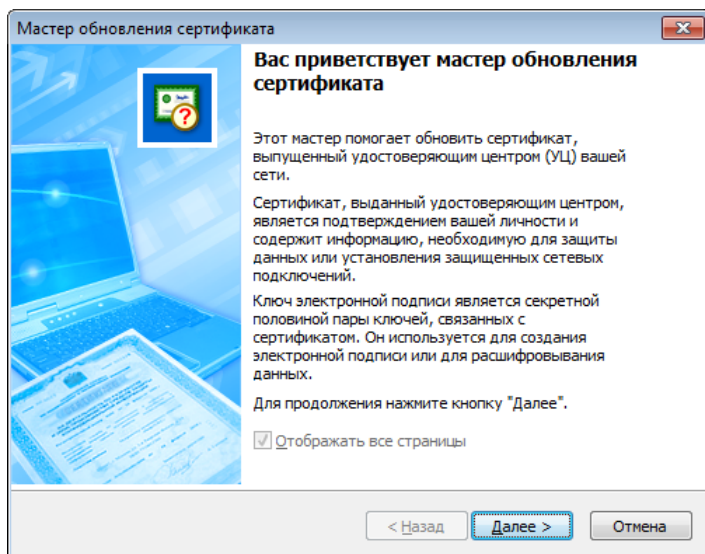 Мастер обновления сертификата
Вас приветствует мастер обновления
сертификата
Этот мастер помогает обновить сертификат,
выпущенный удостоверяющим центром (УЦ) вашей
сети.
Сертификат, выданный удостоверяющим центром,
является подтверждением вашей личности и
содержит информацию, необходимую для защиты
данных или установления защищенных сетевых
подключений.
Ключ электронной подписи является секретной
половиной пары ключей, связанных с
сертификатом. Он используется для создания
электронной подписи или для расшифровывания
данных.
Для продолжения нажмите кнопку "Далее".
Отображать все страницы
< Назад
Далее >
Отмена